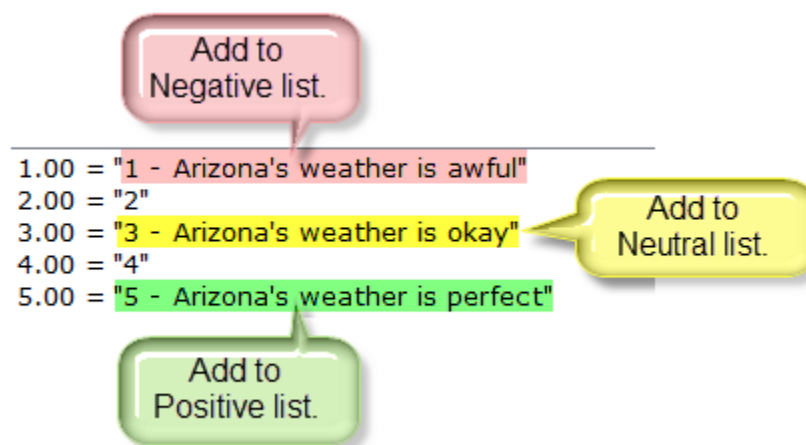 Add to
Negative list.
1.00 = "1 - Arizona's weather is awful"
2.00 = "2"
3.00 = "3 - Arizona's weather is okay"
Add to
Neutral list.
4.00 = "4"
5.00 = "5 - Arizona's weather is perfect"
Add to
Positive list.